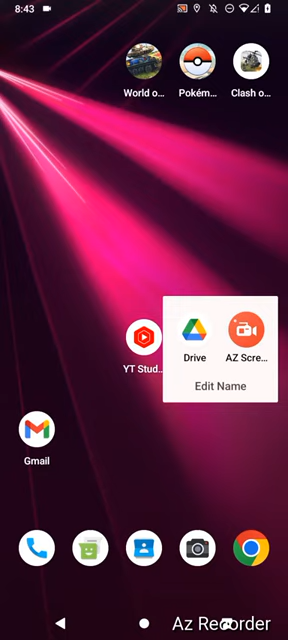 8:43
World o...
Pokém...
Clash o...
YT Stud...
Drive
AZ Scre...
Edit Name
Gmail
Az Recorder